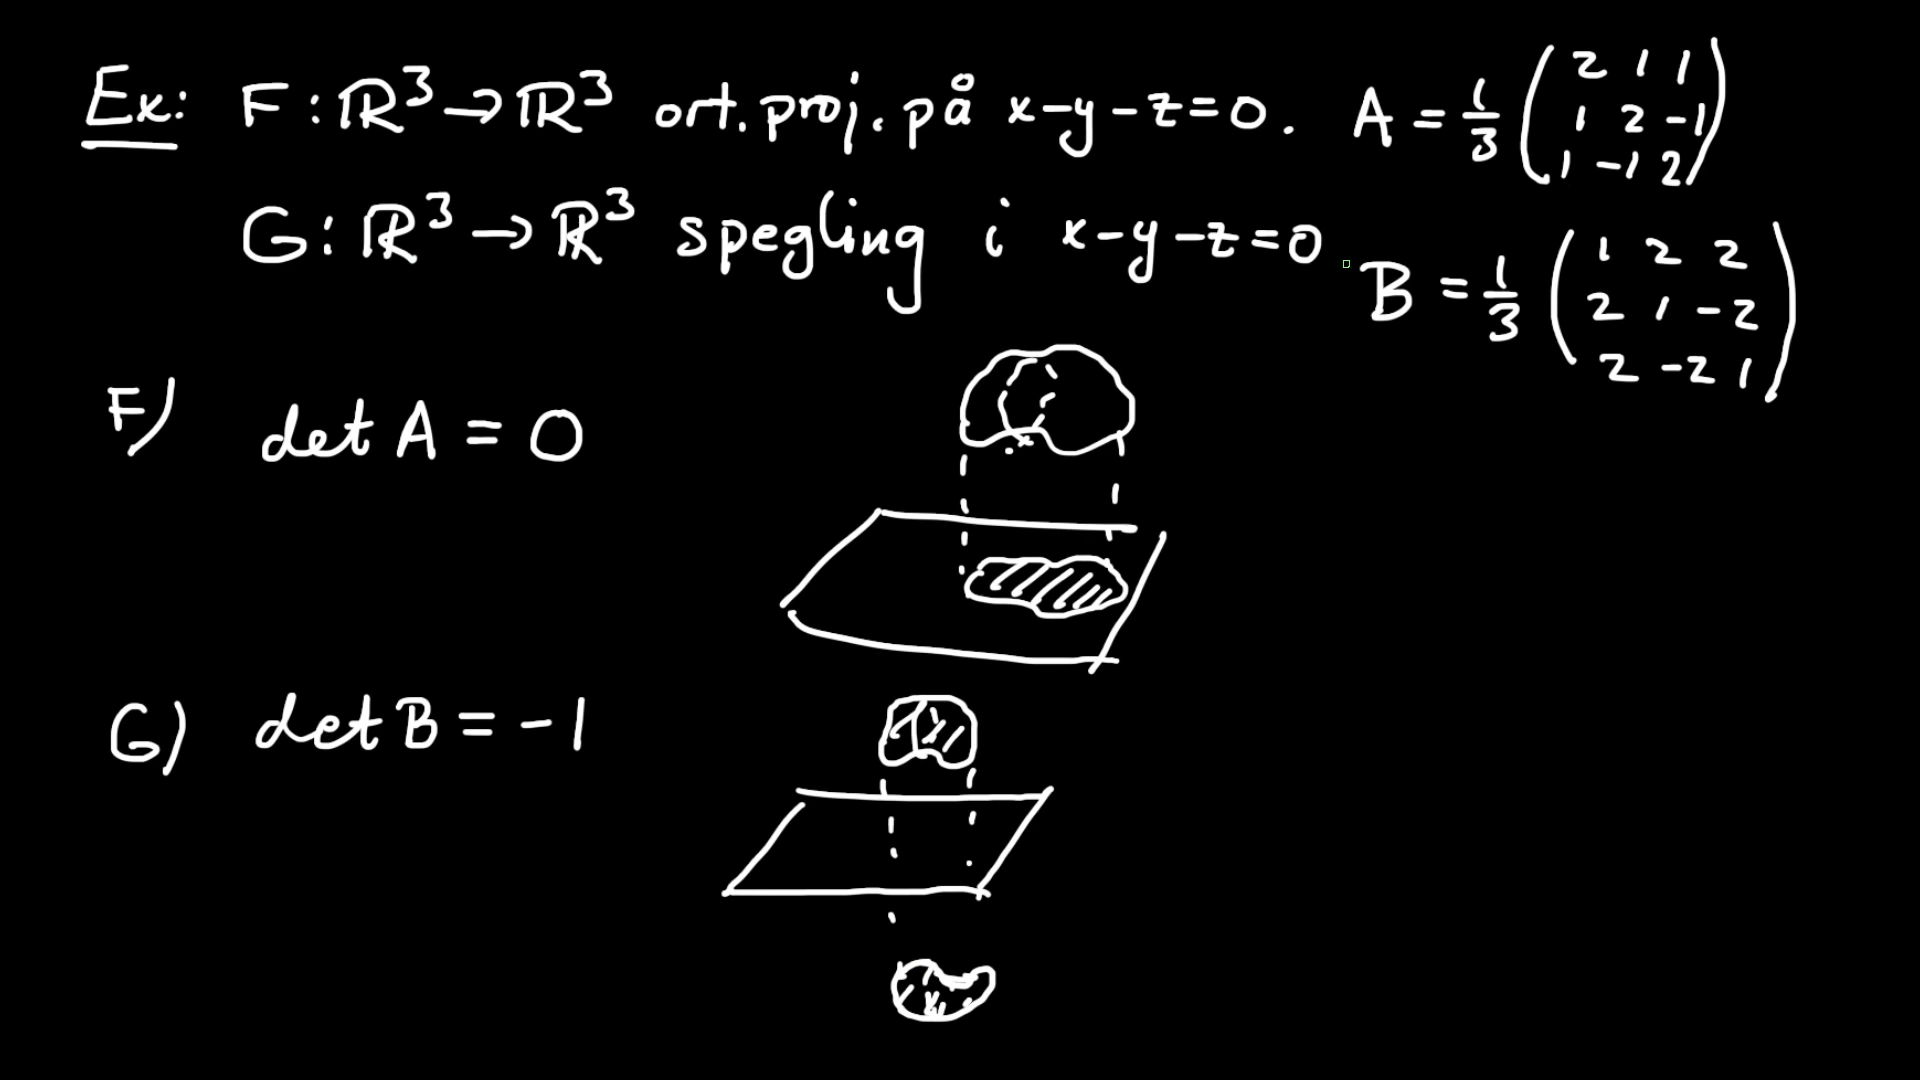 Ex: F: ℝ³→ℝ³ ort. proj. på x-y-z=0. A = 1/3 (2 1 1
1 2 -1
1 -1 2)
G: ℝ³→ℝ³ spegling i x-y-z=0
B = 1/3 (1 2 2
2 1 -2
2 -2 1)
F) det A = 0
G) det B = -1